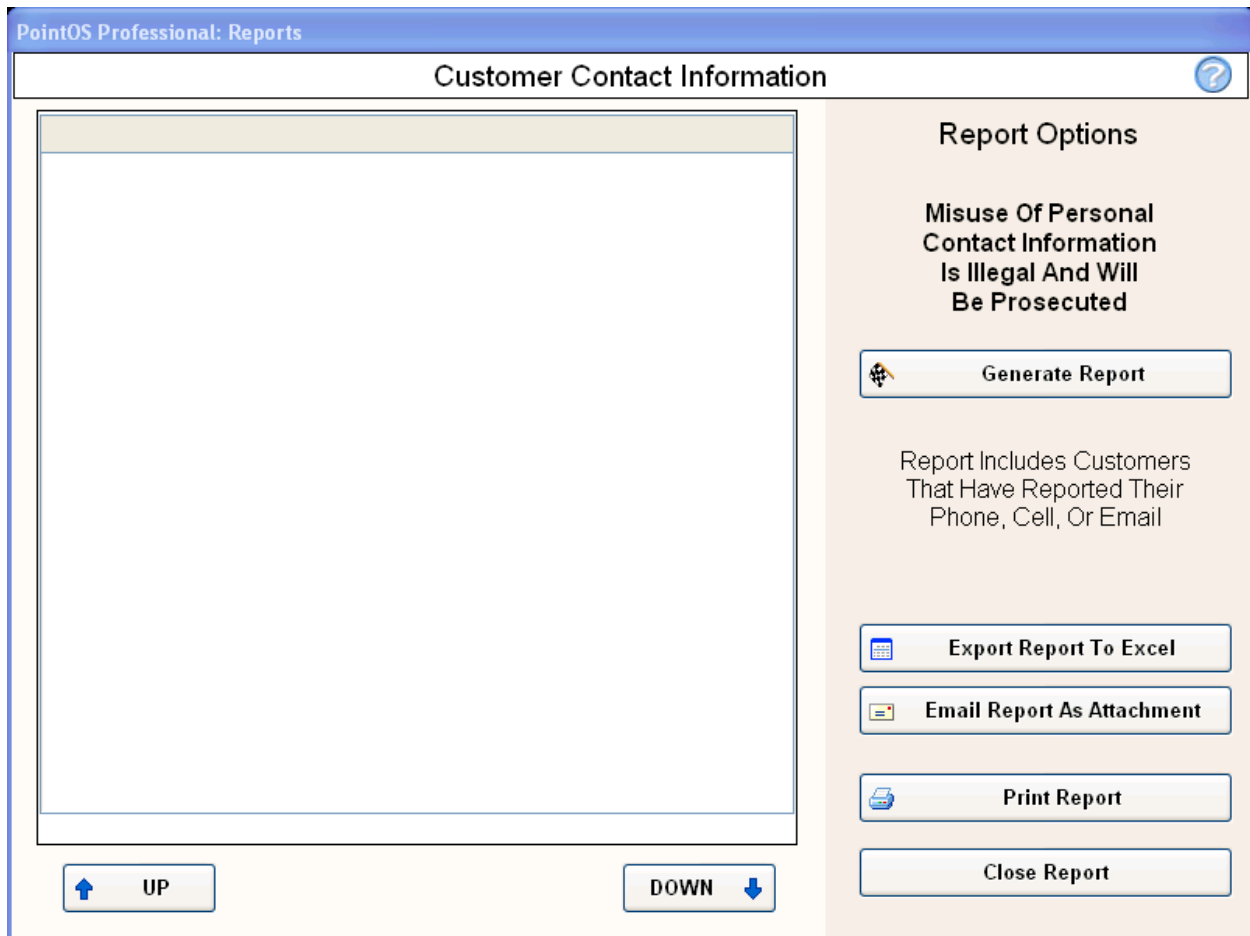 PointOS Professional: Reports
Customer Contact Information
?
Report Options
Misuse Of Personal
Contact Information
Is Illegal And Will
Be Prosecuted
Generate Report
Report Includes Customers
That Have Reported Their
Phone, Cell, Or Email
Export Report To Excel
Email Report As Attachment
Print Report
Close Report
UP
DOWN